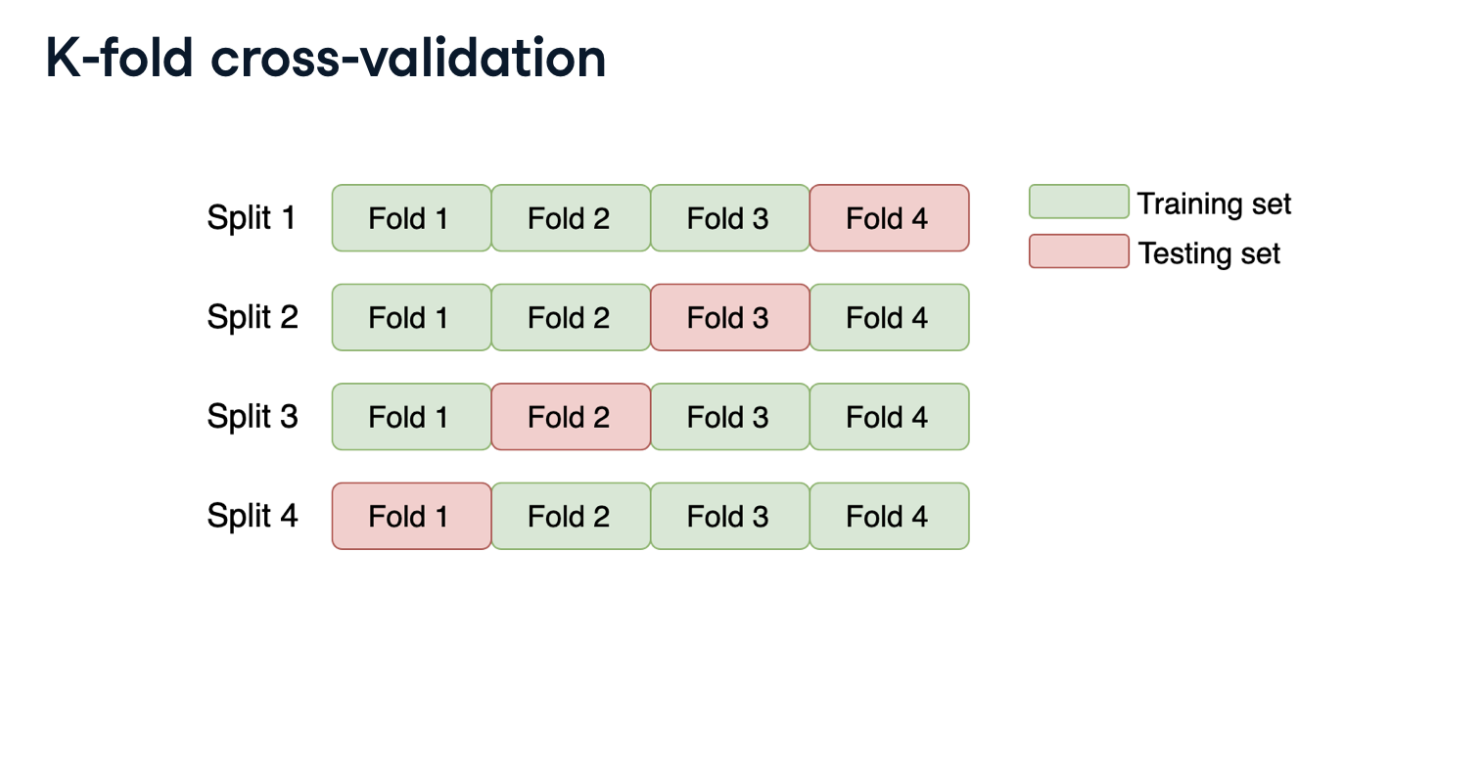 K-fold cross-validation
Split 1 Fold 1 Fold 2 Fold 3 Fold 4
Training set
Testing set
Split 2 Fold 1 Fold 2 Fold 3 Fold 4
Split 3 Fold 1 Fold 2 Fold 3 Fold 4
Split 4 Fold 1 Fold 2 Fold 3 Fold 4